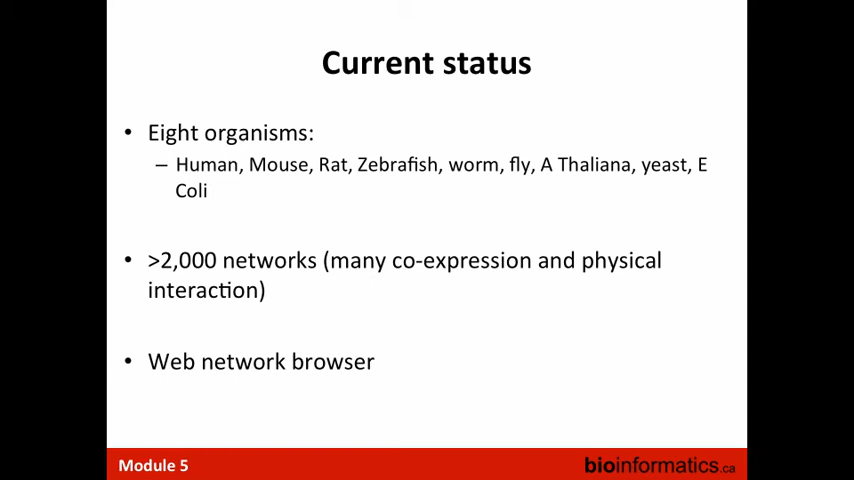 Current status
• Eight organisms:
– Human, Mouse, Rat, Zebrafish, worm, fly, A Thaliana, yeast, E
Coli
• >2,000 networks (many co-expression and physical
interaction)
• Web network browser
Module 5
bioinformatics.ca